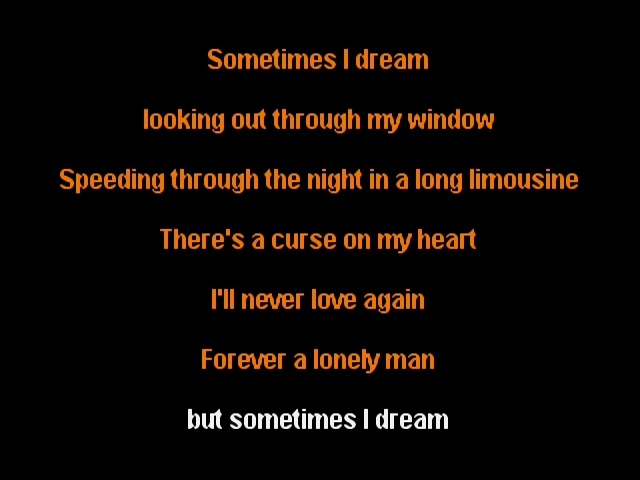 Sometimes I dream
looking out through my window
Speeding through the night in a long limousine
There's a curse on my heart
I'll never love again
Forever a lonely man
but sometimes I dream